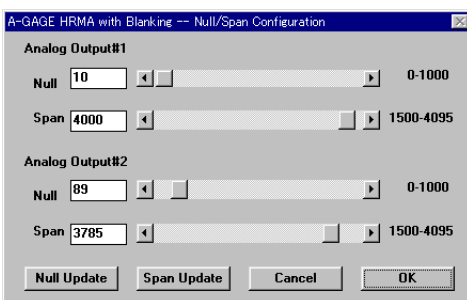 A-GAGE HRMA with Blanking -- Null/Span Configuration
Analog Output#1
Null 10 0-1000
Span 4000 1500-4095
Analog Output#2
Null 89 0-1000
Span 3785 1500-4095
Null Update Span Update Cancel OK